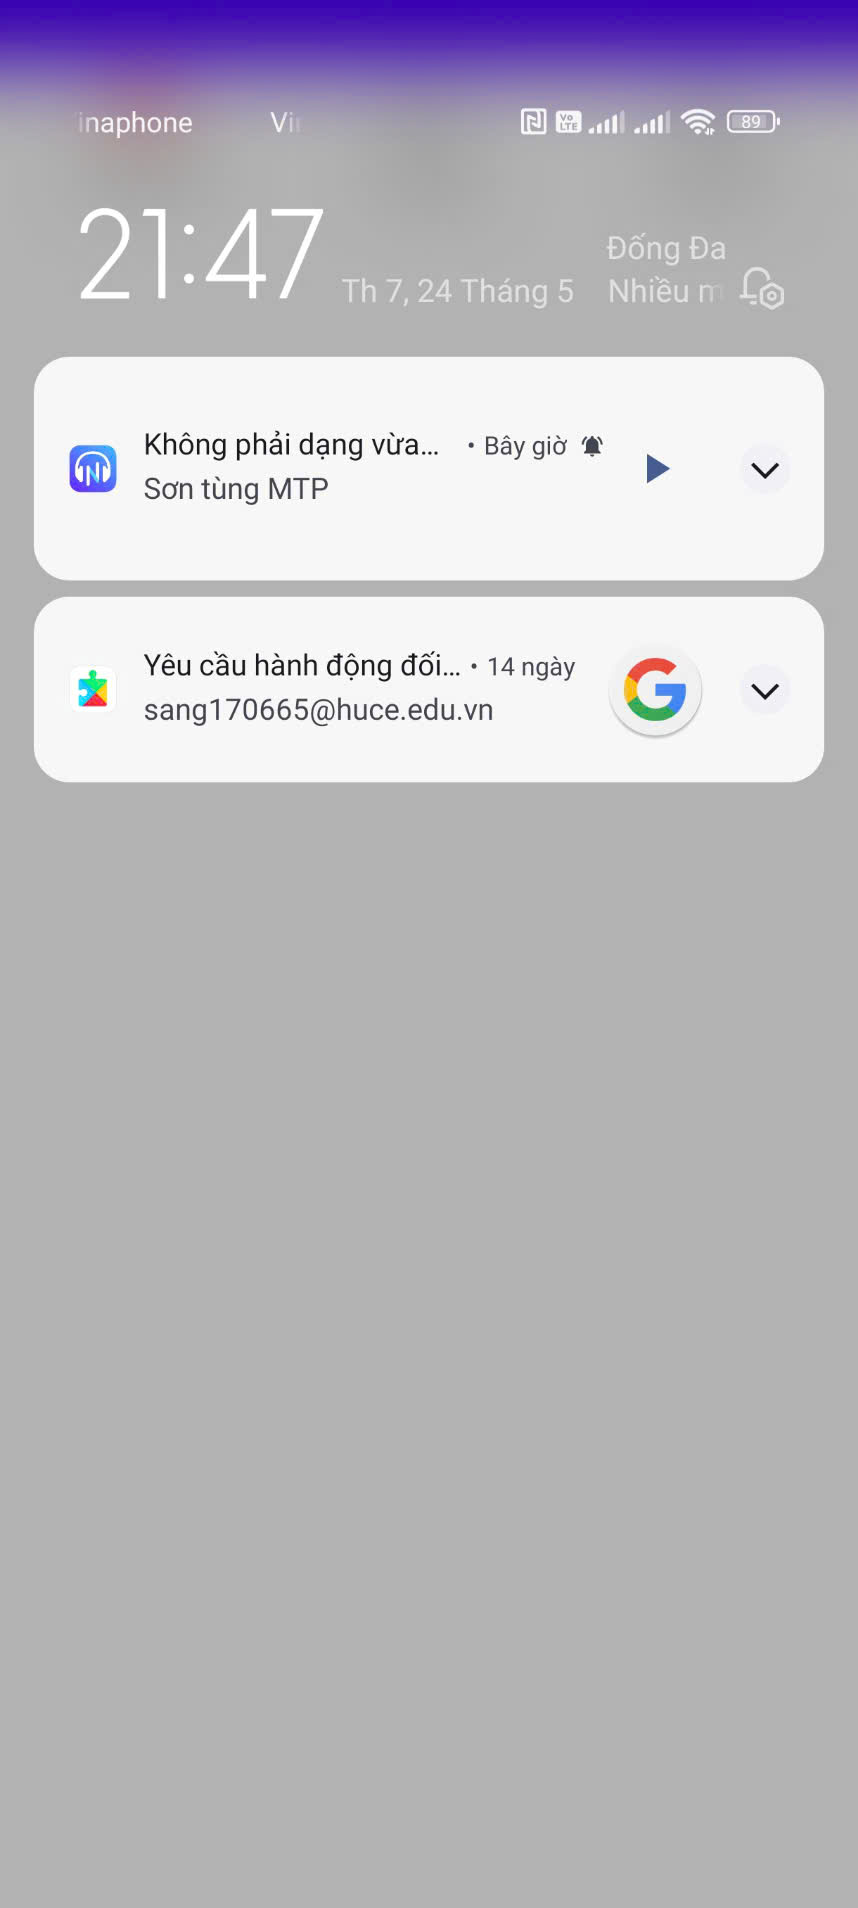 inaphone Vi
89
21:47
Th 7, 24 Tháng 5
Đống Đa
Nhiều m
Không phải dạng vừa... • Bây giờ
Sơn tùng MTP
Yêu cầu hành động đối... • 14 ngày
sang170665@huce.edu.vn